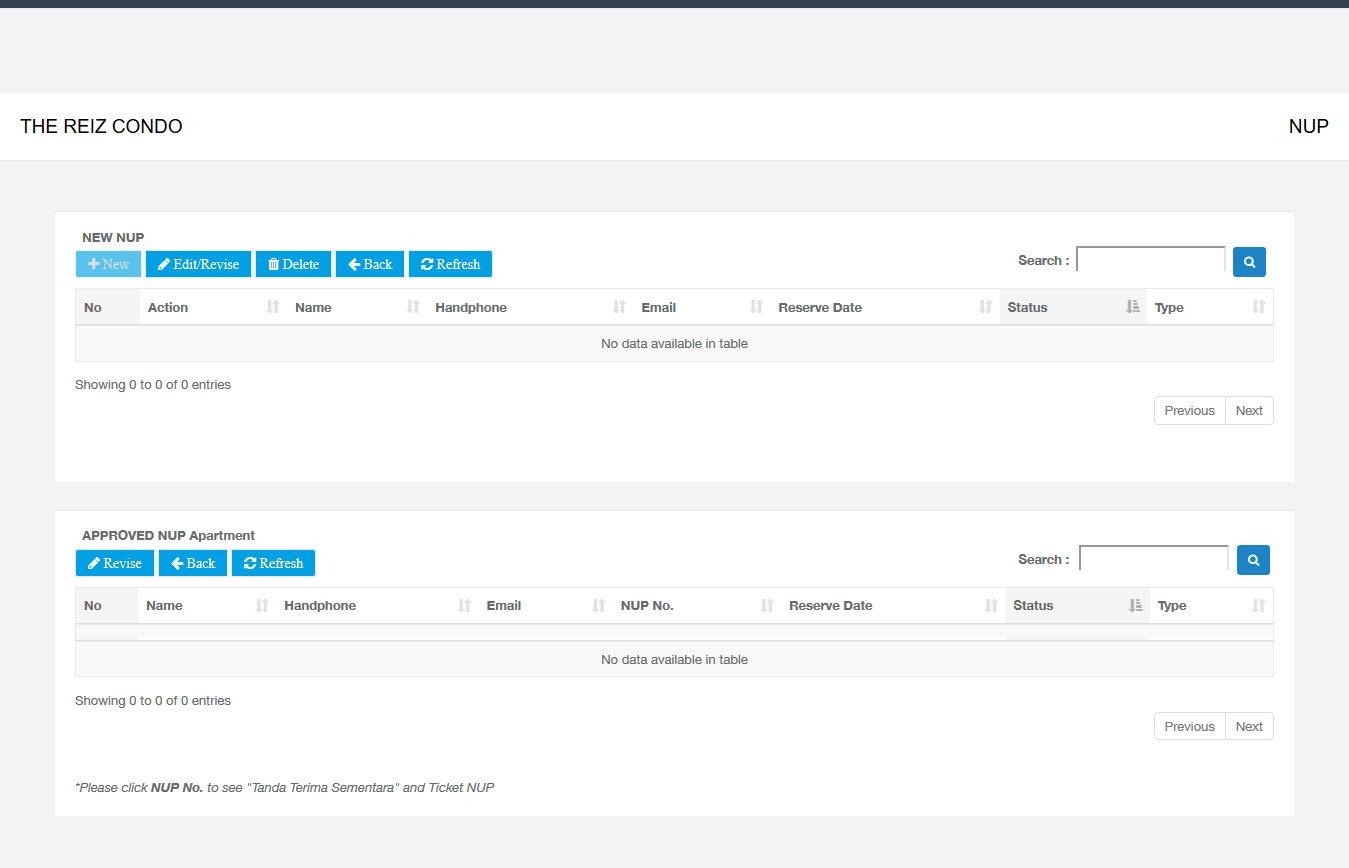 THE REIZ CONDO NUP
NEW NUP
New Edit/Revise Delete Back Refresh Search :
No Action Name Handphone Email Reserve Date Status Type
No data available in table
Showing 0 to 0 of 0 entries
Previous Next
APPROVED NUP Apartment
Revise Back Refresh Search :
No Name Handphone Email NUP No. Reserve Date Status Type
No data available in table
Showing 0 to 0 of 0 entries
Previous Next
*Please click NUP No. to see "Tanda Terima Sementara" and Ticket NUP